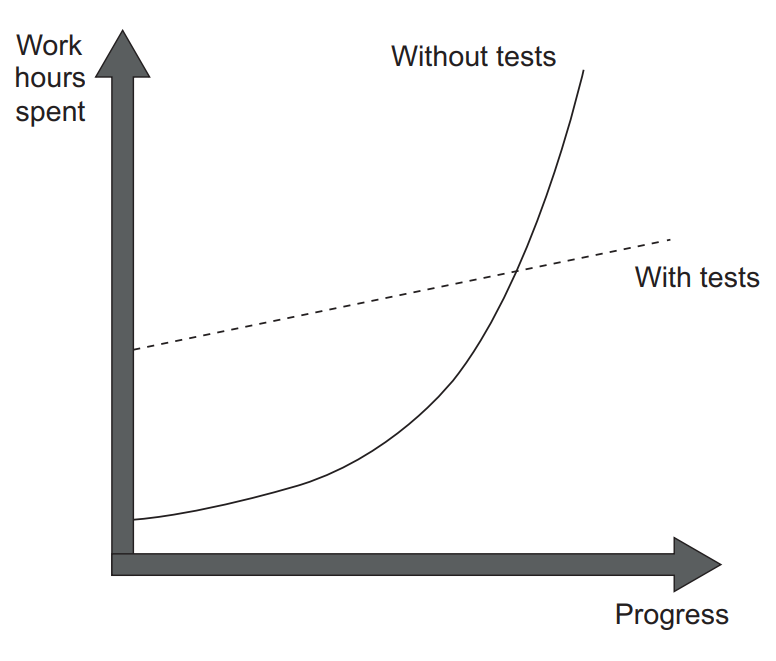 Work
hours
spent
Without tests
With tests
Progress